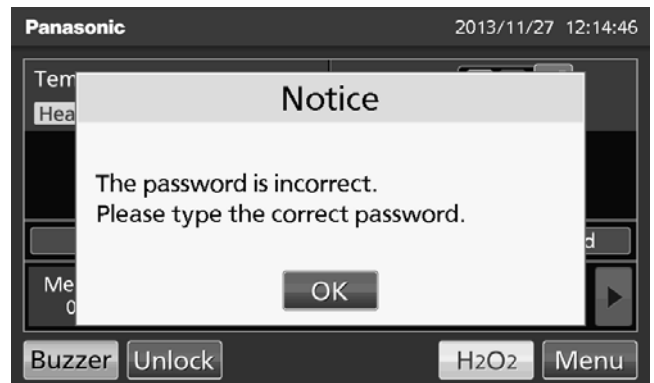 Panasonic 2013/11/27 12:14:46
Notice
The password is incorrect.
Please type the correct password.
OK
Buzzer Unlock H2O2 Menu